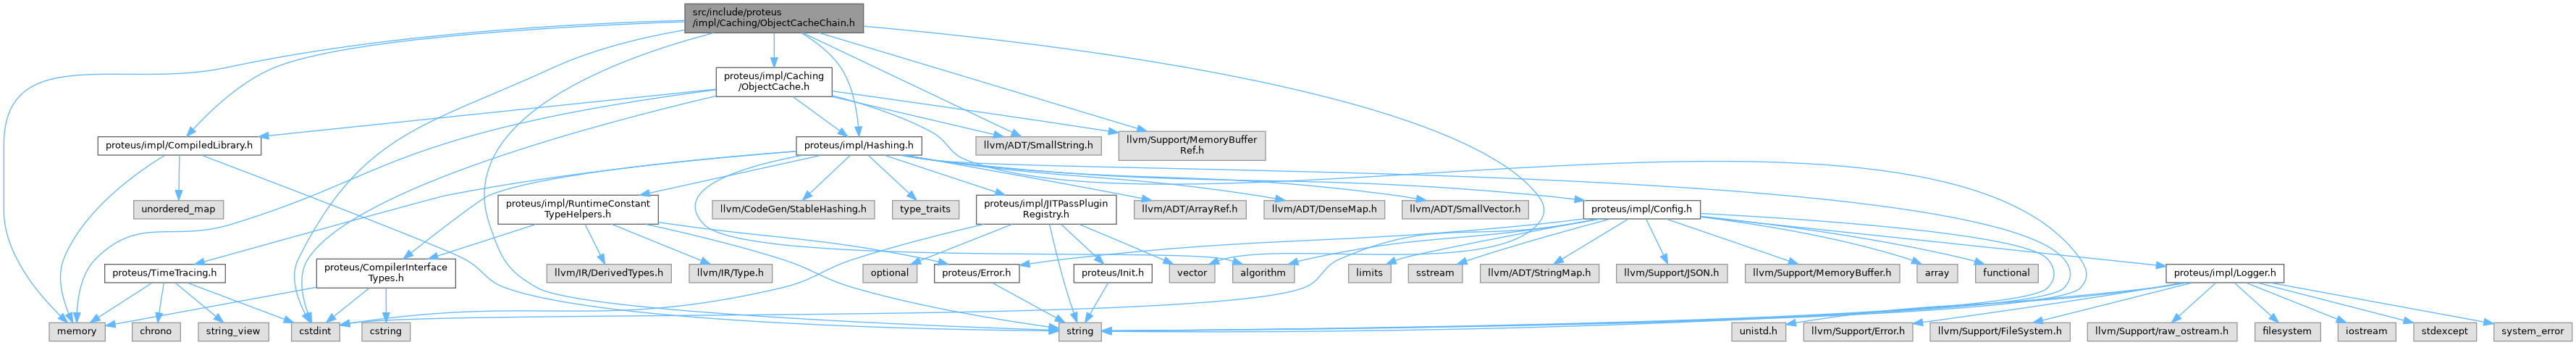 src/include/proteus
/impl/Caching/ObjectCacheChain.h
proteus/impl/Caching
/ObjectCache.h
proteus/impl/CompiledLibrary.h
proteus/impl/Hashing.h
llvm/ADT/SmallString.h
llvm/Support/MemoryBuffer
Ref.h
unordered_map
proteus/impl/RuntimeConstant
TypeHelpers.h
llvm/CodeGen/StableHashing.h
type_traits
proteus/impl/JITPassPlugin
Registry.h
llvm/ADT/ArrayRef.h
llvm/ADT/DenseMap.h
llvm/ADT/SmallVector.h
proteus/impl/Config.h
proteus/TimeTracing.h
proteus/CompilerInterface
Types.h
llvm/IR/DerivedTypes.h
llvm/IR/Type.h
optional
proteus/Error.h
proteus/Init.h
vector
algorithm
limits
sstream
llvm/ADT/StringMap.h
llvm/Support/JSON.h
llvm/Support/MemoryBuffer.h
array
functional
proteus/impl/Logger.h
memory
chrono
string_view
cstdint
cstring
string
unistd.h
llvm/Support/Error.h
llvm/Support/FileSystem.h
llvm/Support/raw_ostream.h
filesystem
iostream
stdexcept
system_error